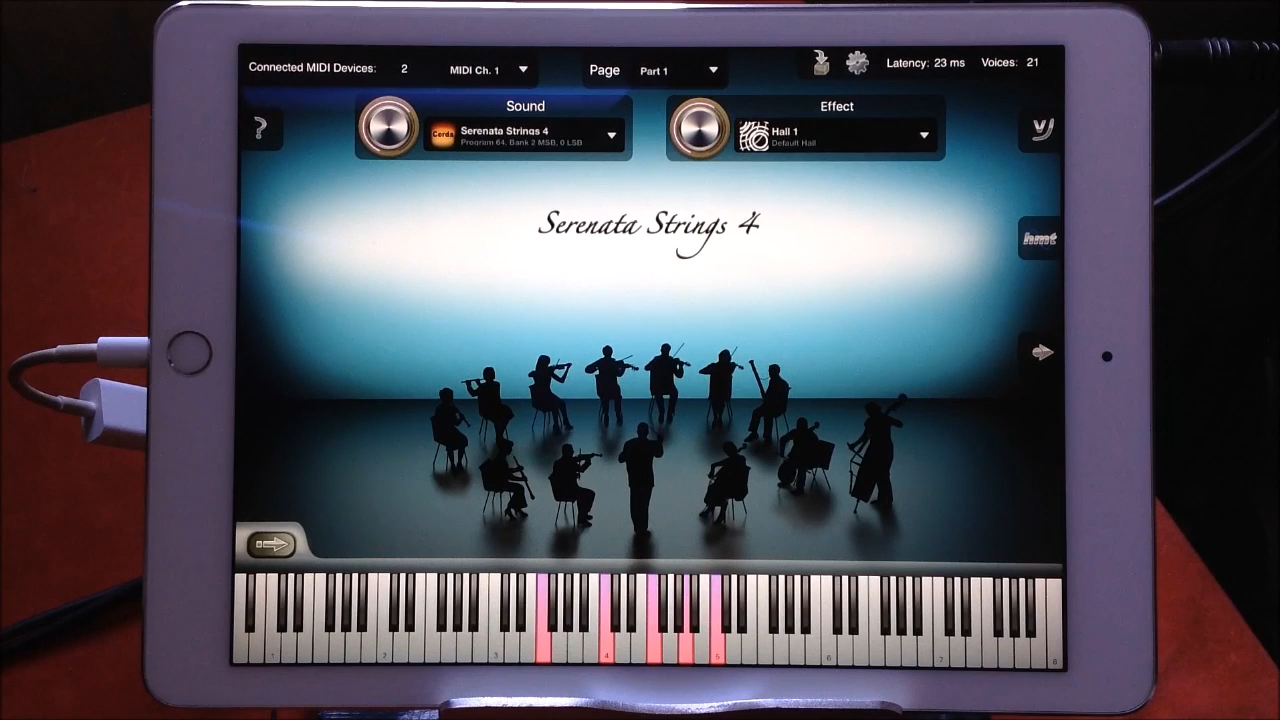 Connected MIDI Devices: 2 MIDI Ch. 1 Page Part 1 Latency: 23 ms Voices: 21
Sound
Effect
?
Cords
Serenata Strings 4
Program 64, Bank 2 MSB, 0 LSB
Hall 1
Default Hall
hmt
Serenata Strings 4
1 2 3 4 5 6 7 8